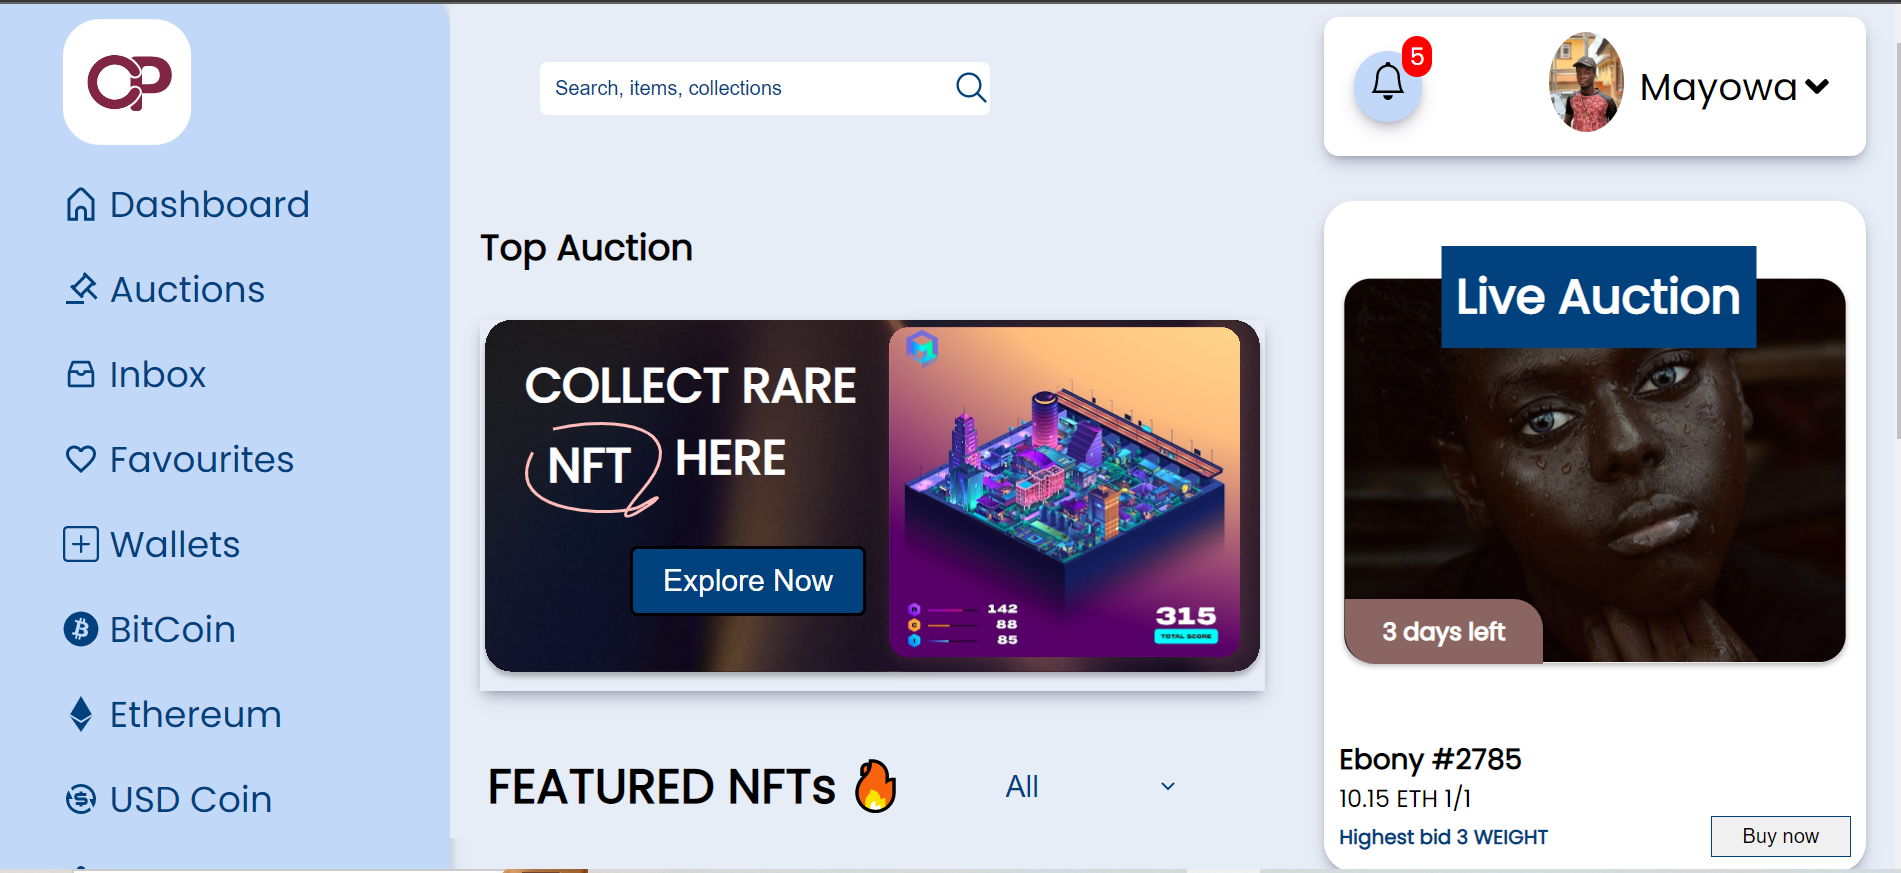 CP
Dashboard
Auctions
Inbox
Favourites
Wallets
BitCoin
Ethereum
USD Coin
Search, items, collections
5
Mayowa
Top Auction
COLLECT RARE
NFT HERE
Explore Now
142
88
85
315
TOTAL SCORE
FEATURED NFTs 🔥
All
Live Auction
3 days left
Ebony #2785
10.15 ETH 1/1
Highest bid 3 WEIGHT
Buy now